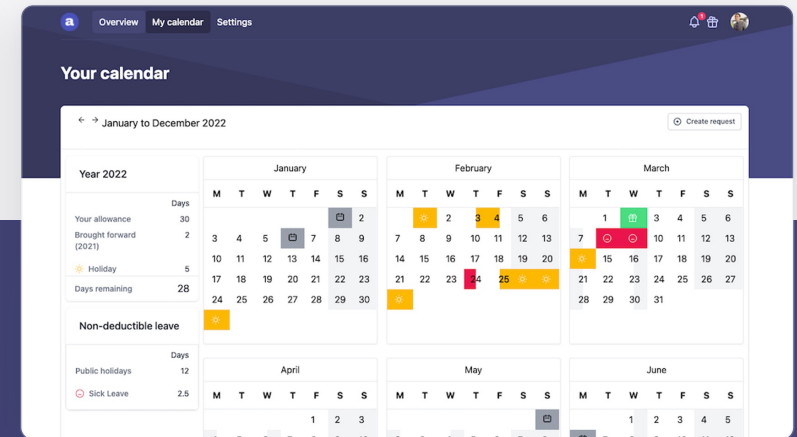 a Overview My calendar Settings 1
Your calendar
← → January to December 2022 Create request
Year 2022
Days
Your allowance 30
Brought forward 2
(2021)
Holiday 5
Days remaining 28
Non-deductible leave
Days
Public holidays 12
Sick Leave 2.5
January
M T W T F S S
2
3 4 5 7 8 9
10 11 12 13 14 15 16
17 18 19 20 21 22 23
24 25 26 27 28 29 30
February
M T W T F S S
2 3 4 5 6
7 8 9 10 11 12 13
14 15 16 17 18 19 20
21 22 23 24 25
March
M T W T F S S
1 3 4 5 6
7 10 11 12 13
15 16 17 18 19 20
21 22 23 24 25 26 27
28 29 30 31
April
M T W T F S S
1 2 3
May
M T W T F S S
June
M T W T F S S
1 2 3 4 5